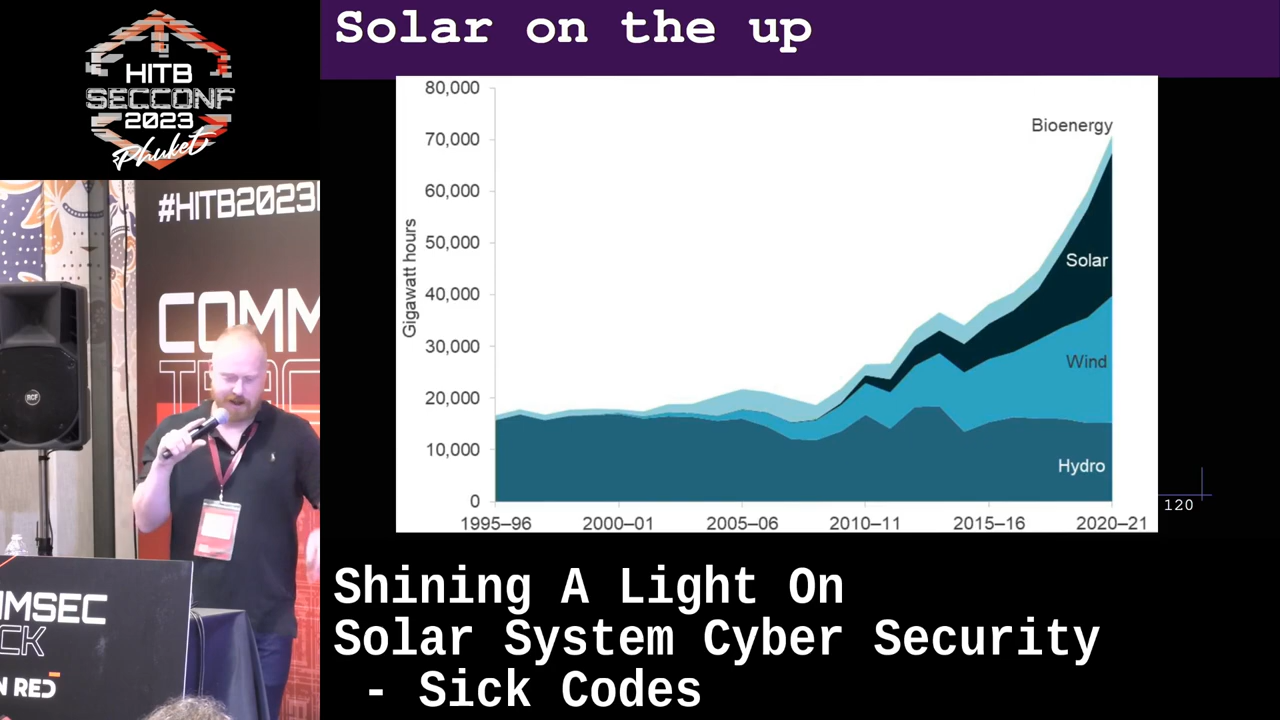 HITB
SECCONF
2023
Phuket
Solar on the up
80,000
70,000
60,000
50,000
40,000
30,000
20,000
10,000
0
Gigawatt hours
Bioenergy
Solar
Wind
Hydro
1995–96
2000–01
2005–06
2010–11
2015–16
2020–21
120
#HITB2023
COMM
RCF
MSEC
CK
N RED
Shining A Light On
Solar System Cyber Security
- Sick Codes